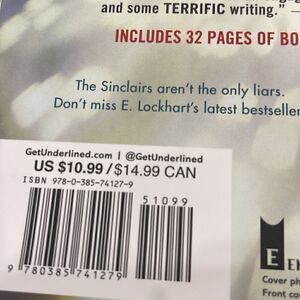 and some TERRIFIC writing." —
INCLUDES 32 PAGES OF BO
The Sinclairs aren't the only liars.
Don't miss E. Lockhart's latest bestseller
GetUnderlined.com | @GetUnderlined
US $10.99 / $14.99 CAN
ISBN 978-0-385-74127-9
51099
9 780385 741279
E EM
Cover ph
Front cov